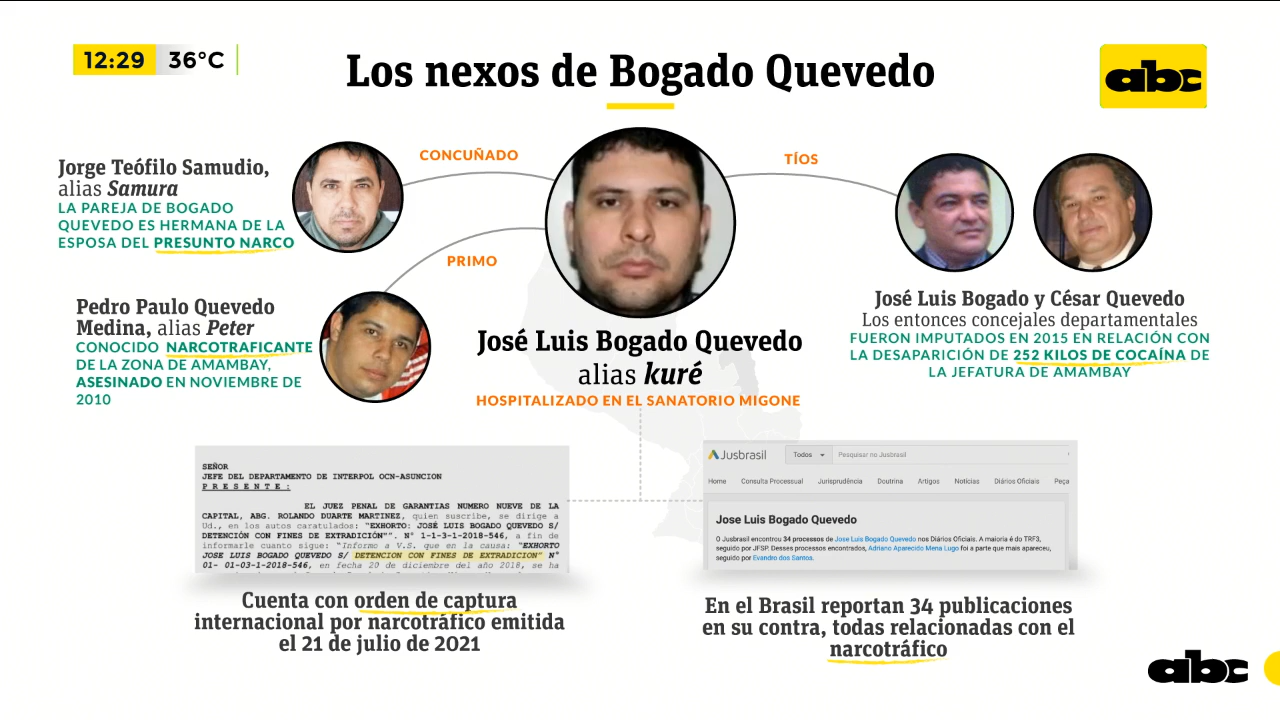 12:29 36°C
Los nexos de Bogado Quevedo
abc
Jorge Teófilo Samudio,
alias Samura
LA PAREJA DE BOGADO
QUEVEDO ES HERMANA DE LA
ESPOSA DEL PRESUNTO NARCO
CONCUÑADO
TÍOS
PRIMO
Pedro Paulo Quevedo
Medina, alias Peter
CONOCIDO NARCOTRAFICANTE
DE LA ZONA DE AMAMBAY,
ASESINADO EN NOVIEMBRE DE
2010
José Luis Bogado Quevedo
alias kuré
HOSPITALIZADO EN EL SANATORIO MIGONE
José Luis Bogado y César Quevedo
Los entonces concejales departamentales
FUERON IMPUTADOS EN 2015 EN RELACIÓN CON
LA DESAPARICIÓN DE 252 KILOS DE COCAÍNA DE
LA JEFATURA DE AMAMBAY
SEÑOR
JEFE DEL DEPARTAMENTO DE INTERPOL OCN-ASUNCION
P R E S E N T E :
EL JUEZ PENAL DE GARANTIAS NUMERO NUEVE DE LA
CAPITAL, ABG. ROLANDO DUARTE MARTINEZ, quien suscribe, se dirige a
Ud., en los autos caratulados: "EXHORTO: JOSÉ LUIS BOGADO QUEVEDO S/
DETENCIÓN CON FINES DE EXTRADICIÓN"". N° 1-1-3-1-2018-546, a fin de
informarle cuanto sigue: "Informo a V.S. que en la causa: "EXHORTO
JOSE LUIS BOGADO QUEVEDO S/ DETENCION CON FINES DE EXTRADICION" N°
01- 01-03-1-2018-546, en fecha 20 de diciembre del año 2018, se ha
Cuenta con orden de captura
internacional por narcotráfico emitida
el 21 de julio de 2021
Jusbrasil Todos Pesquisar no Jusbrasil
Home Consulta Processual Jurisprudência Doutrina Artigos Notícias Diários Oficiais Peça
Jose Luis Bogado Quevedo
O Jusbrasil encontrou 34 processos de Jose Luis Bogado Quevedo nos Diários Oficiais. A maioria é do TRF3,
seguido por JFSP. Desses processos encontrados, Adriano Aparecido Mena Lugo foi a parte que mais apareceu,
seguido por Evandro dos Santos.
En el Brasil reportan 34 publicaciones
en su contra, todas relacionadas con el
narcotráfico
abc